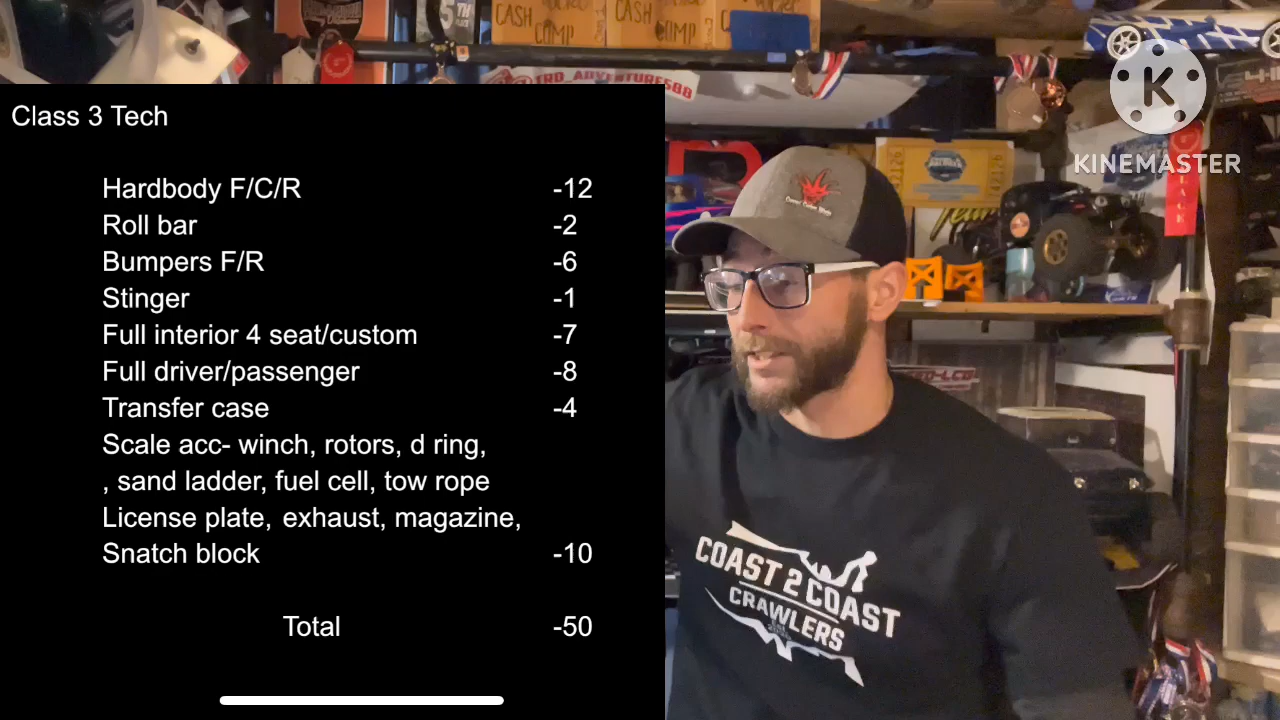 CASH
COMP
CASH
COMP
5TH
TRD_ADVENTURES88
K
KINEMASTER
Class 3 Tech
Hardbody F/C/R -12
Roll bar -2
Bumpers F/R -6
Stinger -1
Full interior 4 seat/custom -7
Full driver/passenger -8
Transfer case -4
Scale acc- winch, rotors, d ring,
, sand ladder, fuel cell, tow rope
License plate, exhaust, magazine,
Snatch block -10
Total -50
COAST 2 COAST
CRAWLERS